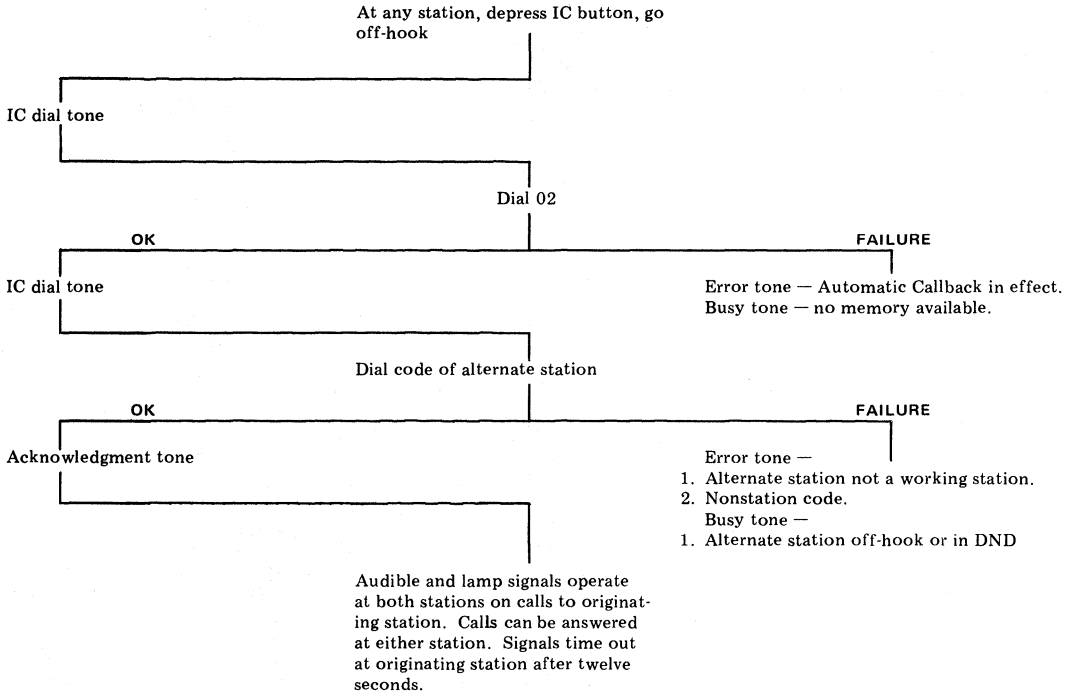 At any station, depress IC button, go
off-hook
IC dial tone
Dial 02
OK
FAILURE
IC dial tone
Error tone — Automatic Callback in effect.
Busy tone — no memory available.
Dial code of alternate station
OK
FAILURE
Acknowledgment tone
Error tone —
1. Alternate station not a working station.
2. Nonstation code.
Busy tone —
1. Alternate station off-hook or in DND
Audible and lamp signals operate
at both stations on calls to originat-
ing station. Calls can be answered
at either station. Signals time out
at originating station after twelve
seconds.